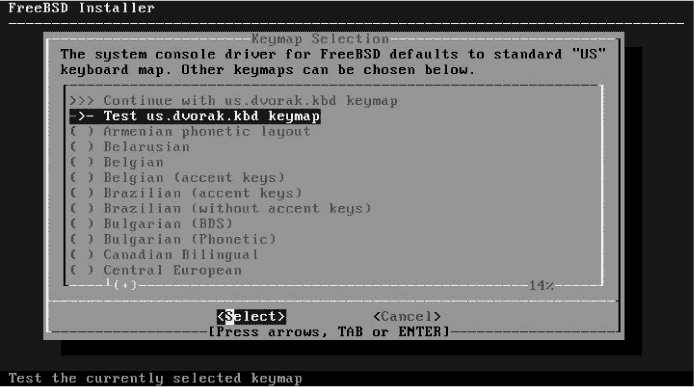 FreeBSD Installer
Keymap Selection
The system console driver for FreeBSD defaults to standard "US"
keyboard map. Other keymaps can be chosen below.
>>> Continue with us.dvorak.kbd keymap
->- Test us.dvorak.kbd keymap
( ) Armenian phonetic layout
( ) Belarusian
( ) Belgian
( ) Belgian (accent keys)
( ) Brazilian (accent keys)
( ) Brazilian (without accent keys)
( ) Bulgarian (BDS)
( ) Bulgarian (Phonetic)
( ) Canadian Bilingual
( ) Central European
(+) 14%
<Select> <Cancel>
[Press arrows, TAB or ENTER]
Test the currently selected keymap